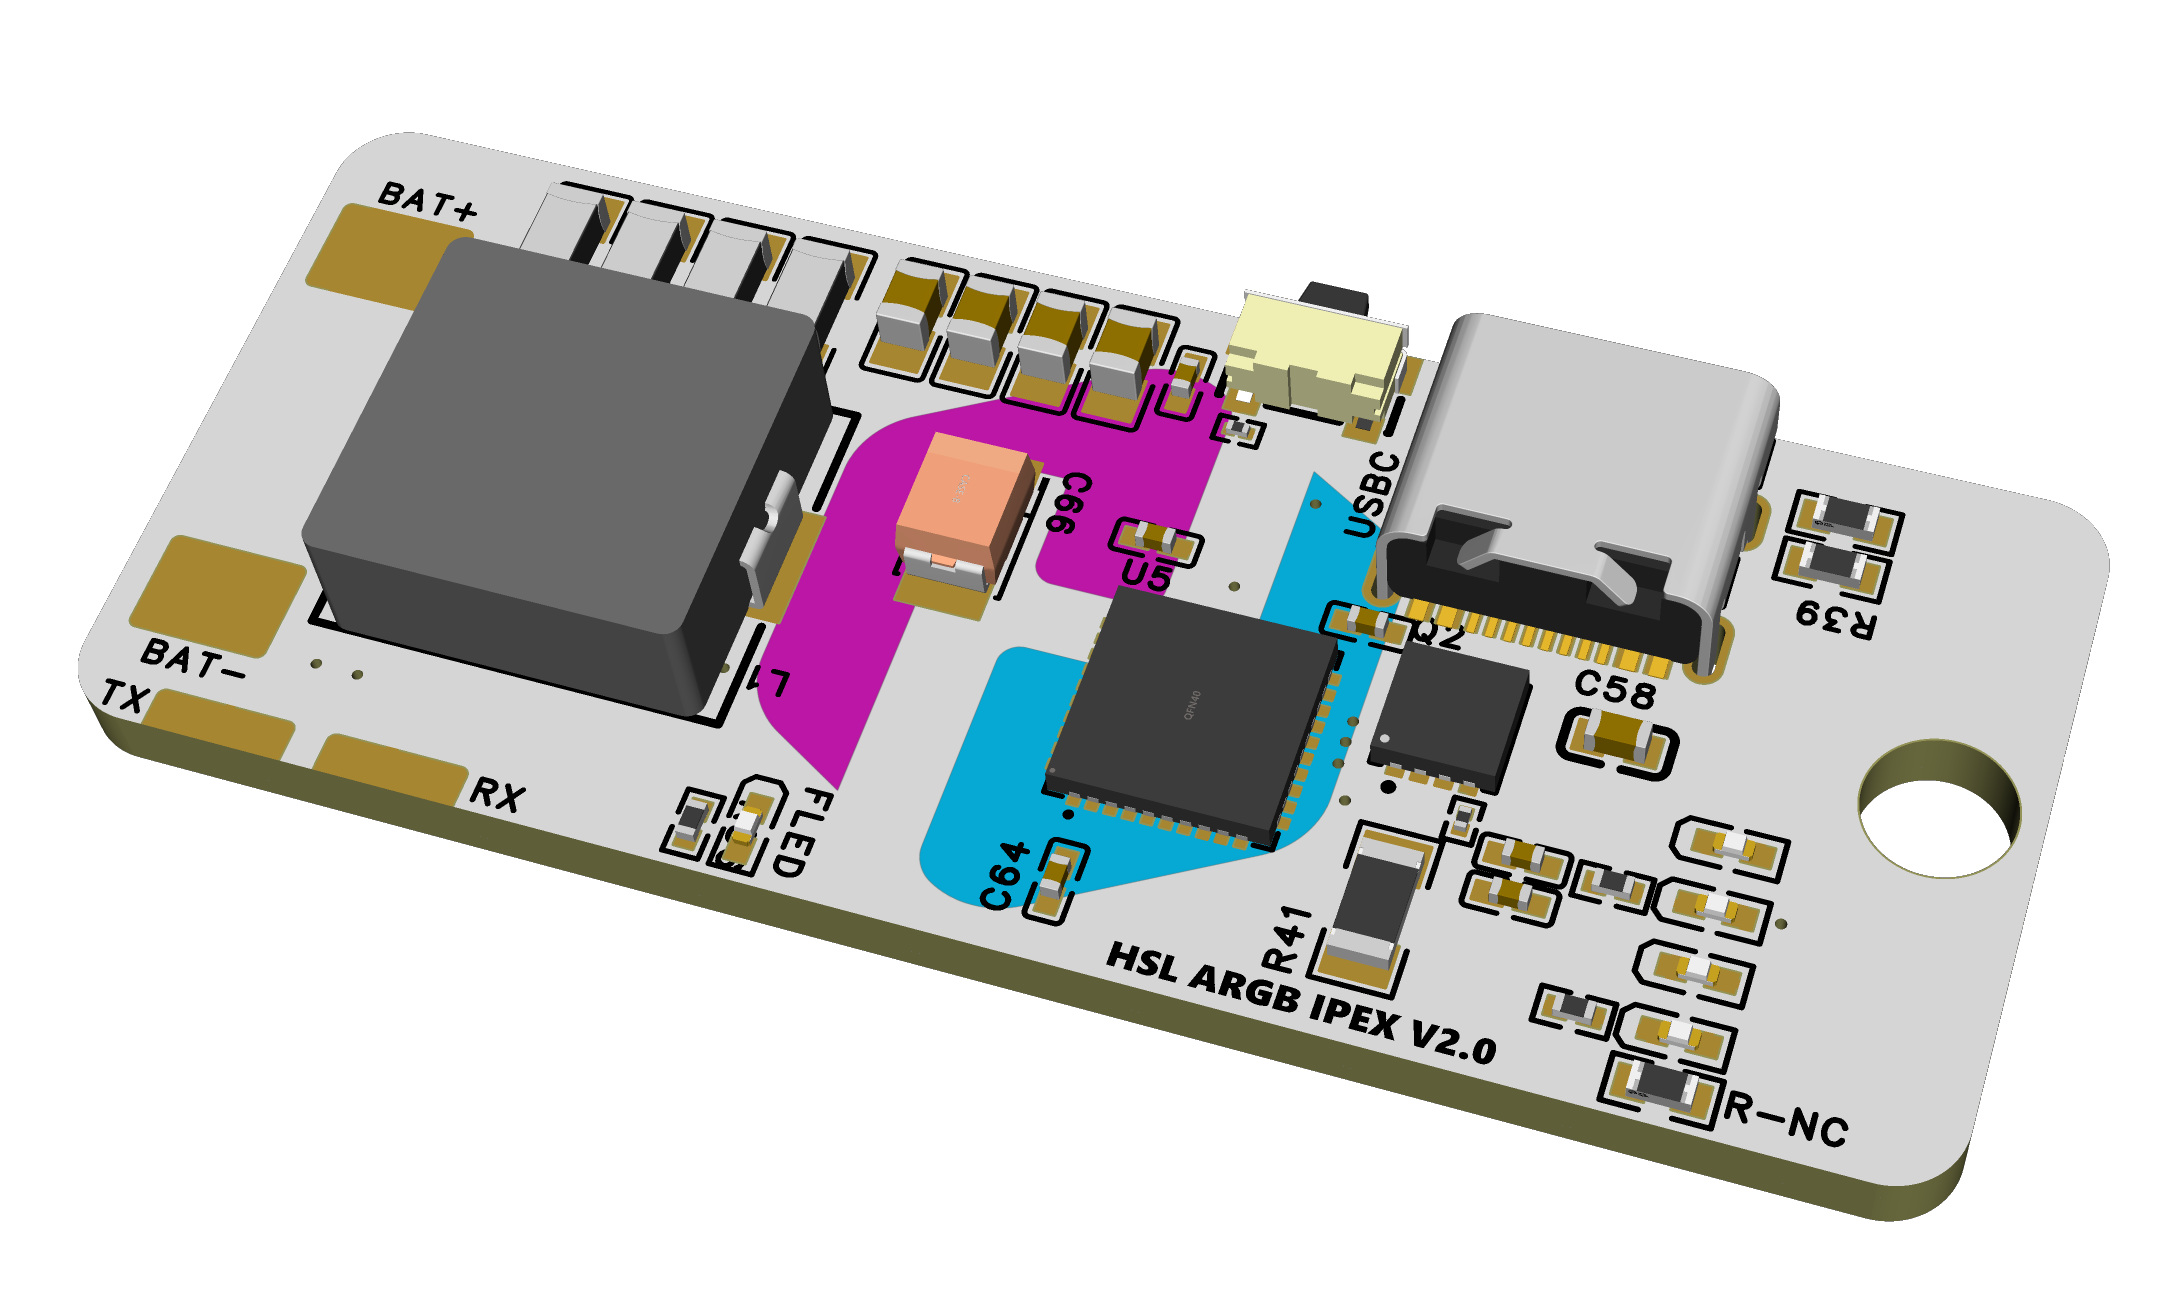 BAT+
BAT-
TX
RX
L1
FLED
C66
U5
USBC
Q2
C58
R39
QFN40
C64
R41
HSL ARGB IPEX V2.0
R-NC